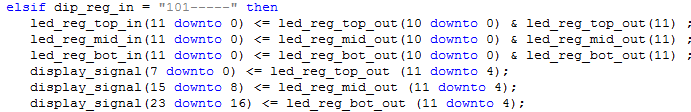 elsif dip_reg_in = "101-----" then
led_reg_top_in(11 downto 0) <= led_reg_top_out(10 downto 0) & led_reg_top_out(11) ;
led_reg_mid_in(11 downto 0) <= led_reg_mid_out(10 downto 0) & led_reg_mid_out(11) ;
led_reg_bot_in(11 downto 0) <= led_reg_bot_out(10 downto 0) & led_reg_bot_out(11) ;
display_signal(7 downto 0) <= led_reg_top_out (11 downto 4);
display_signal(15 downto 8) <= led_reg_mid_out (11 downto 4);
display_signal(23 downto 16) <= led_reg_bot_out (11 downto 4);